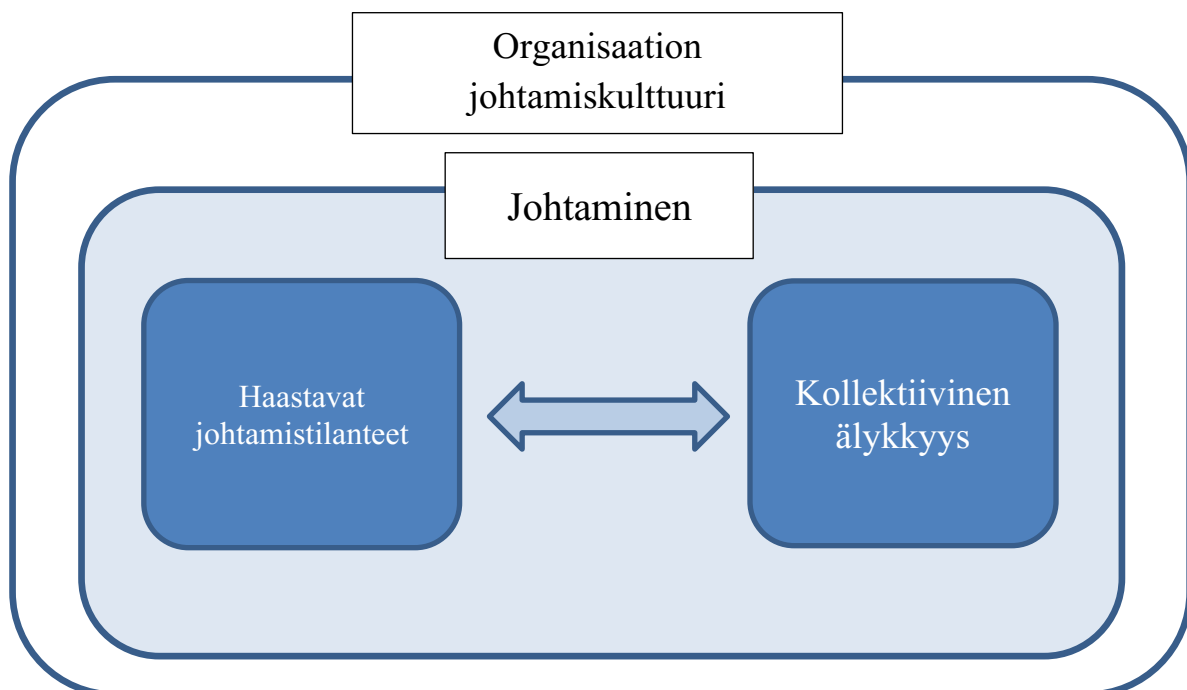 Organisaation
johtamiskulttuuri
Johtaminen
Haastavat
johtamistilanteet
Kollektiivinen
älykkyys